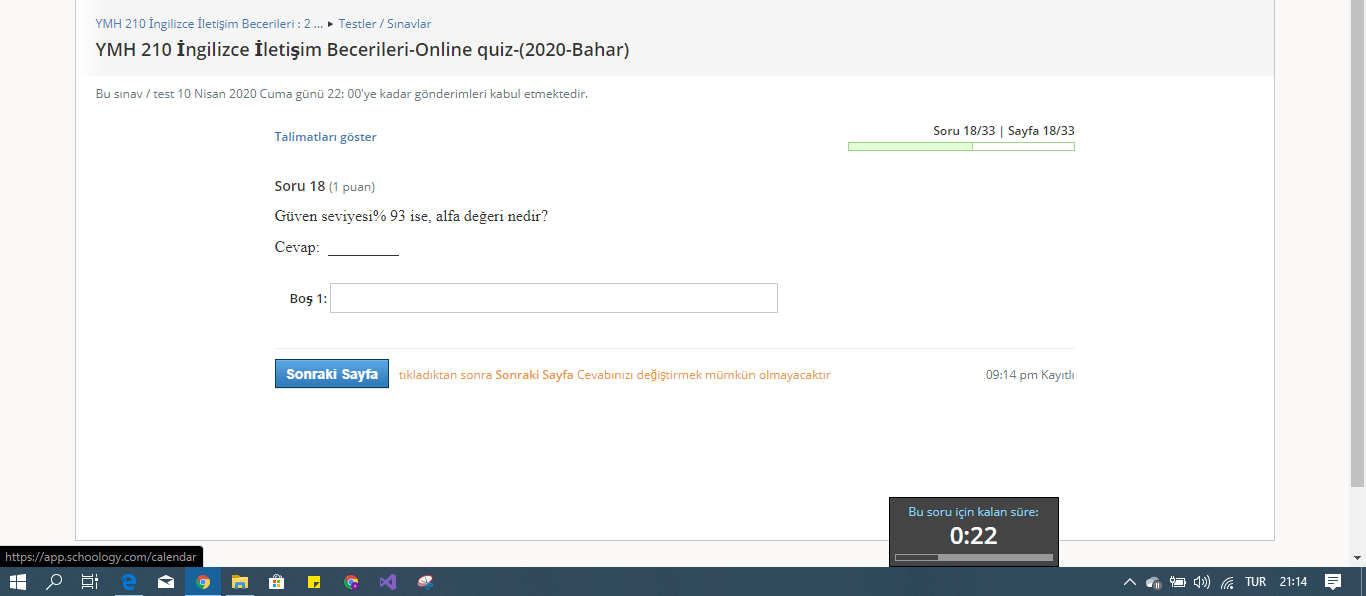 YMH 210 İngilizce İletişim Becerileri : 2 ... ▸ Testler / Sınavlar
YMH 210 İngilizce İletişim Becerileri-Online quiz-(2020-Bahar)
Bu sınav / test 10 Nisan 2020 Cuma günü 22: 00'ye kadar gönderimleri kabul etmektedir.
Talimatları göster
Soru 18/33 | Sayfa 18/33
Soru 18 (1 puan)
Güven seviyesi% 93 ise, alfa değeri nedir?
Cevap: _________
Boş 1:
Sonraki Sayfa tıkladıktan sonra Sonraki Sayfa Cevabınızı değiştirmek mümkün olmayacaktır
09:14 pm Kayıtlı
Bu soru için kalan süre:
0:22
https://app.schoology.com/calendar
TUR 21:14